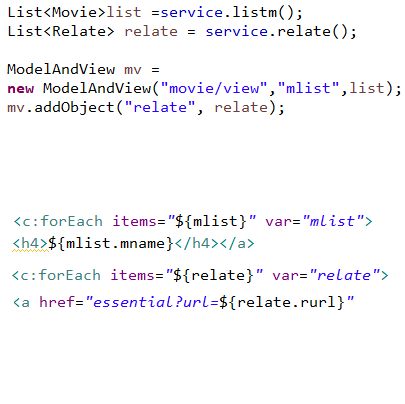 List<Movie>list =service.listm();
List<Relate> relate = service.relate();
ModelAndView mv =
new ModelAndView("movie/view","mlist",list);
mv.addObject("relate", relate);
<c:forEach items="${mlist}" var="mlist">
<h4>${mlist.mname}</h4></a>
<c:forEach items="${relate}" var="relate">
<a href="essential?url=${relate.rurl}"